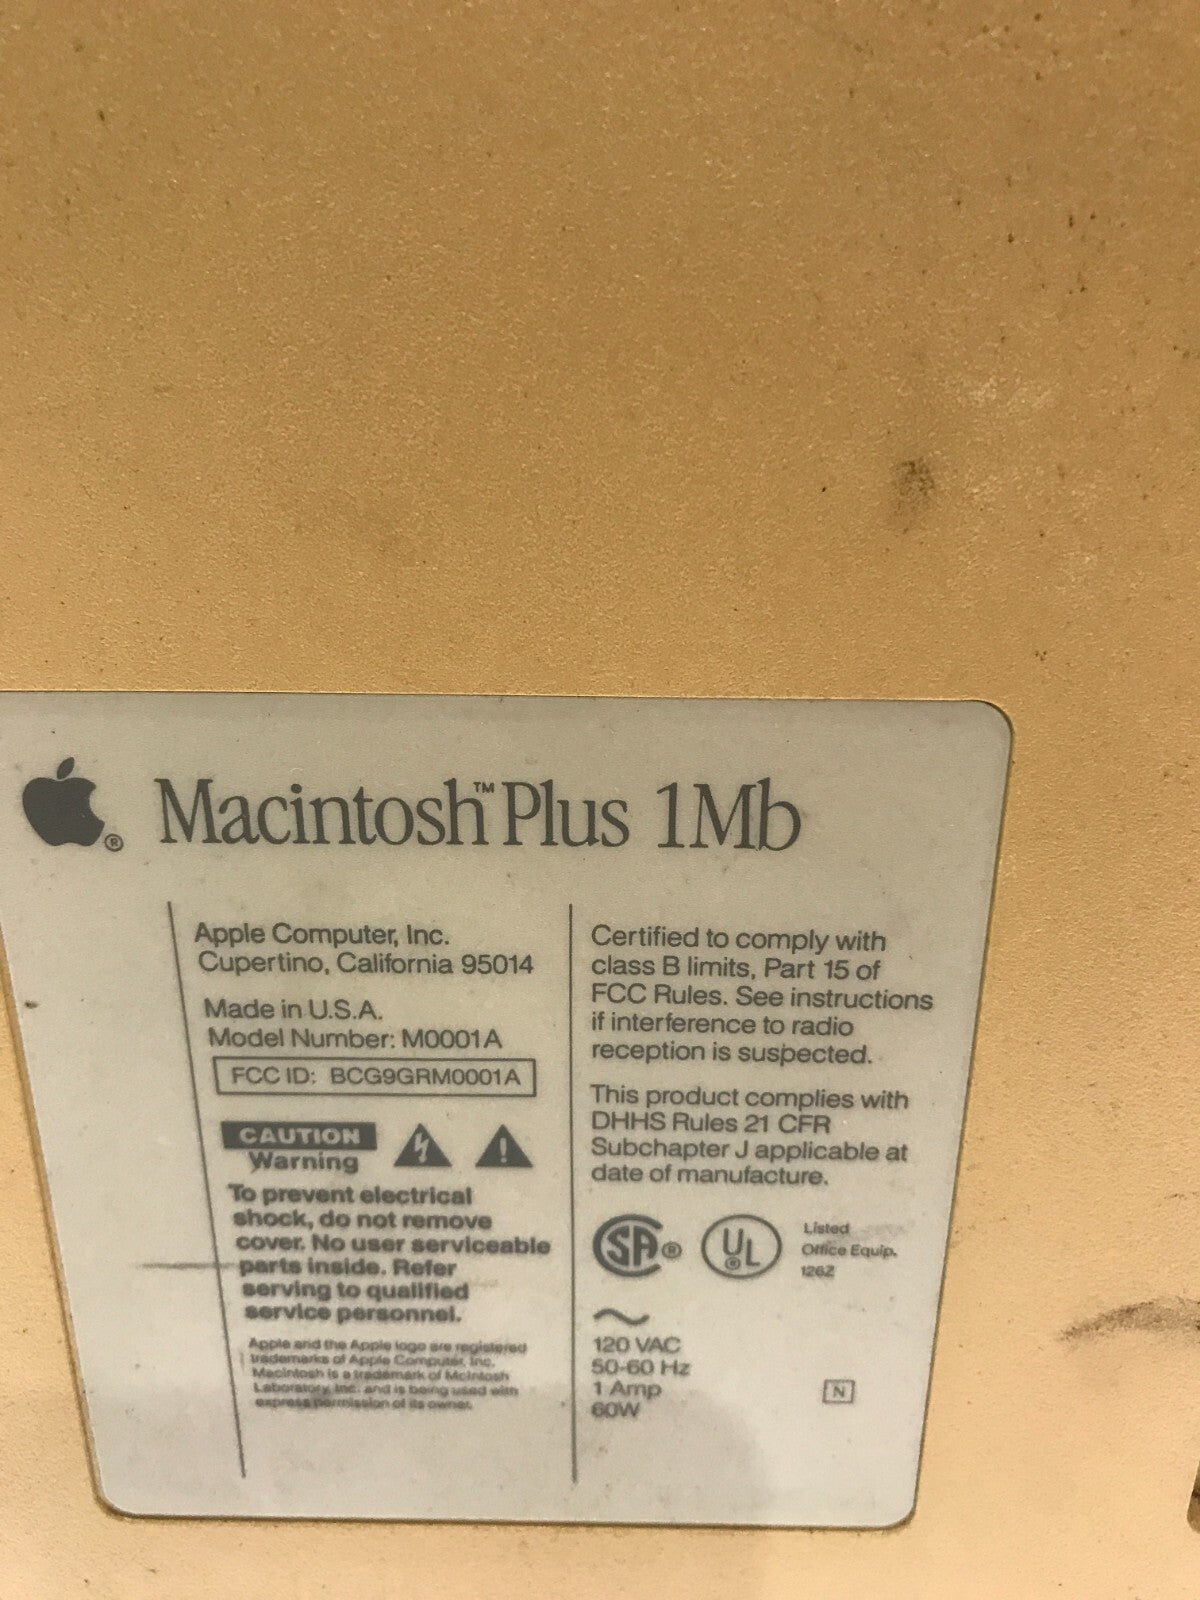 Macintosh™ Plus 1Mb
Apple Computer, Inc.
Cupertino, California 95014
Made in U.S.A.
Model Number: M0001A
FCC ID: BCG9GRM0001A
CAUTION
Warning
To prevent electrical
shock, do not remove
cover. No user serviceable
parts inside. Refer
serving to qualified
service personnel.
Apple and the Apple logo are registered
trademarks of Apple Computer, Inc.
Macintosh is a trademark of McIntosh
Laboratory, Inc. and is being used with
express permission of its owner.
Certified to comply with
class B limits, Part 15 of
FCC Rules. See instructions
if interference to radio
reception is suspected.
This product complies with
DHHS Rules 21 CFR
Subchapter J applicable at
date of manufacture.
SA® UL®
Listed
Office Equip.
126Z
120 VAC
50-60 Hz
1 Amp
60W
N